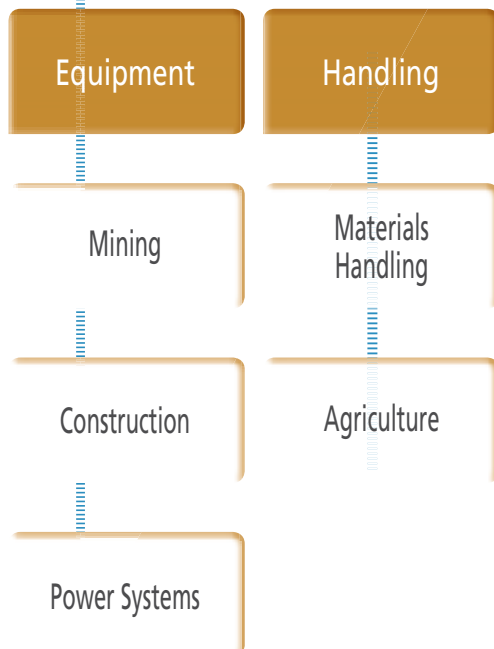 Equipment
Mining
Construction
Power Systems
Handling
Materials
Handling
Agriculture